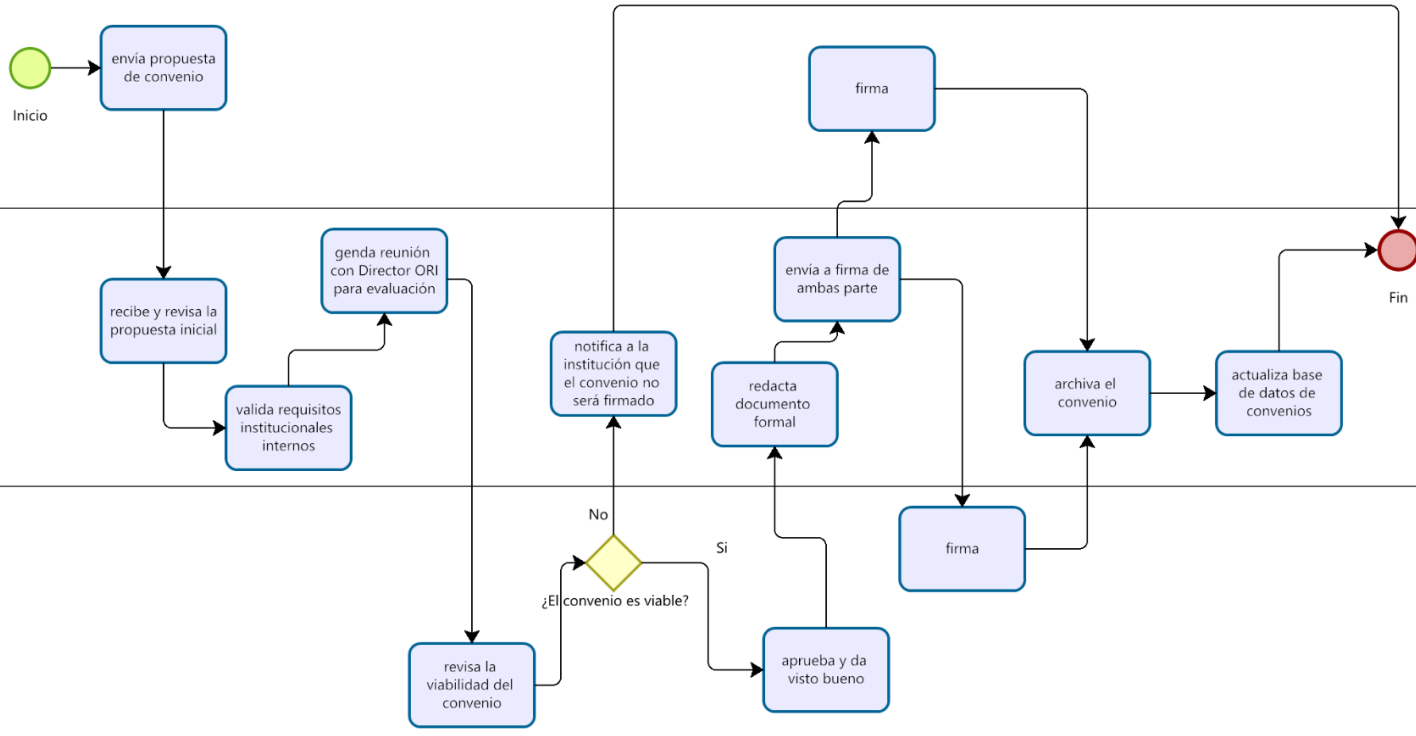 Inicio
envía propuesta
de convenio
recibe y revisa la
propuesta inicial
valida requisitos
institucionales
internos
genda reunión
con Director ORI
para evaluación
revisa la
viabilidad del
convenio
¿El convenio es viable?
No
Si
notifica a la
institución que
el convenio no
será firmado
aprueba y da
visto bueno
redacta
documento
formal
envía a firma de
ambas parte
firma
firma
archiva el
convenio
actualiza base
de datos de
convenios
Fin